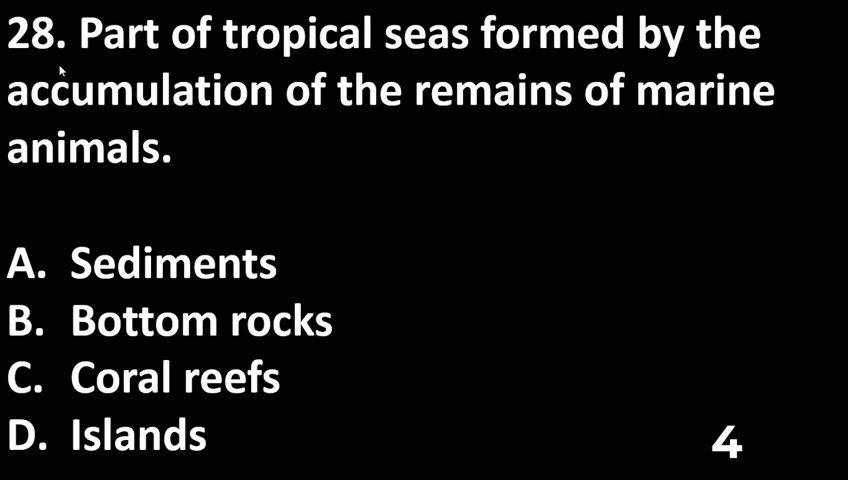 28. Part of tropical seas formed by the
accumulation of the remains of marine
animals.
A. Sediments
B. Bottom rocks
C. Coral reefs
D. Islands
4